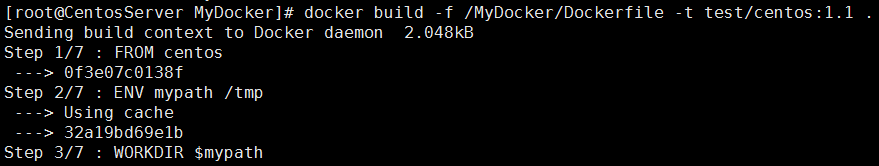 [root@CentosServer MyDocker]# docker build -f /MyDocker/Dockerfile -t test/centos:1.1 .
Sending build context to Docker daemon  2.048kB
Step 1/7 : FROM centos
 ---> 0f3e07c0138f
Step 2/7 : ENV mypath /tmp
 ---> Using cache
 ---> 32a19bd69e1b
Step 3/7 : WORKDIR $mypath